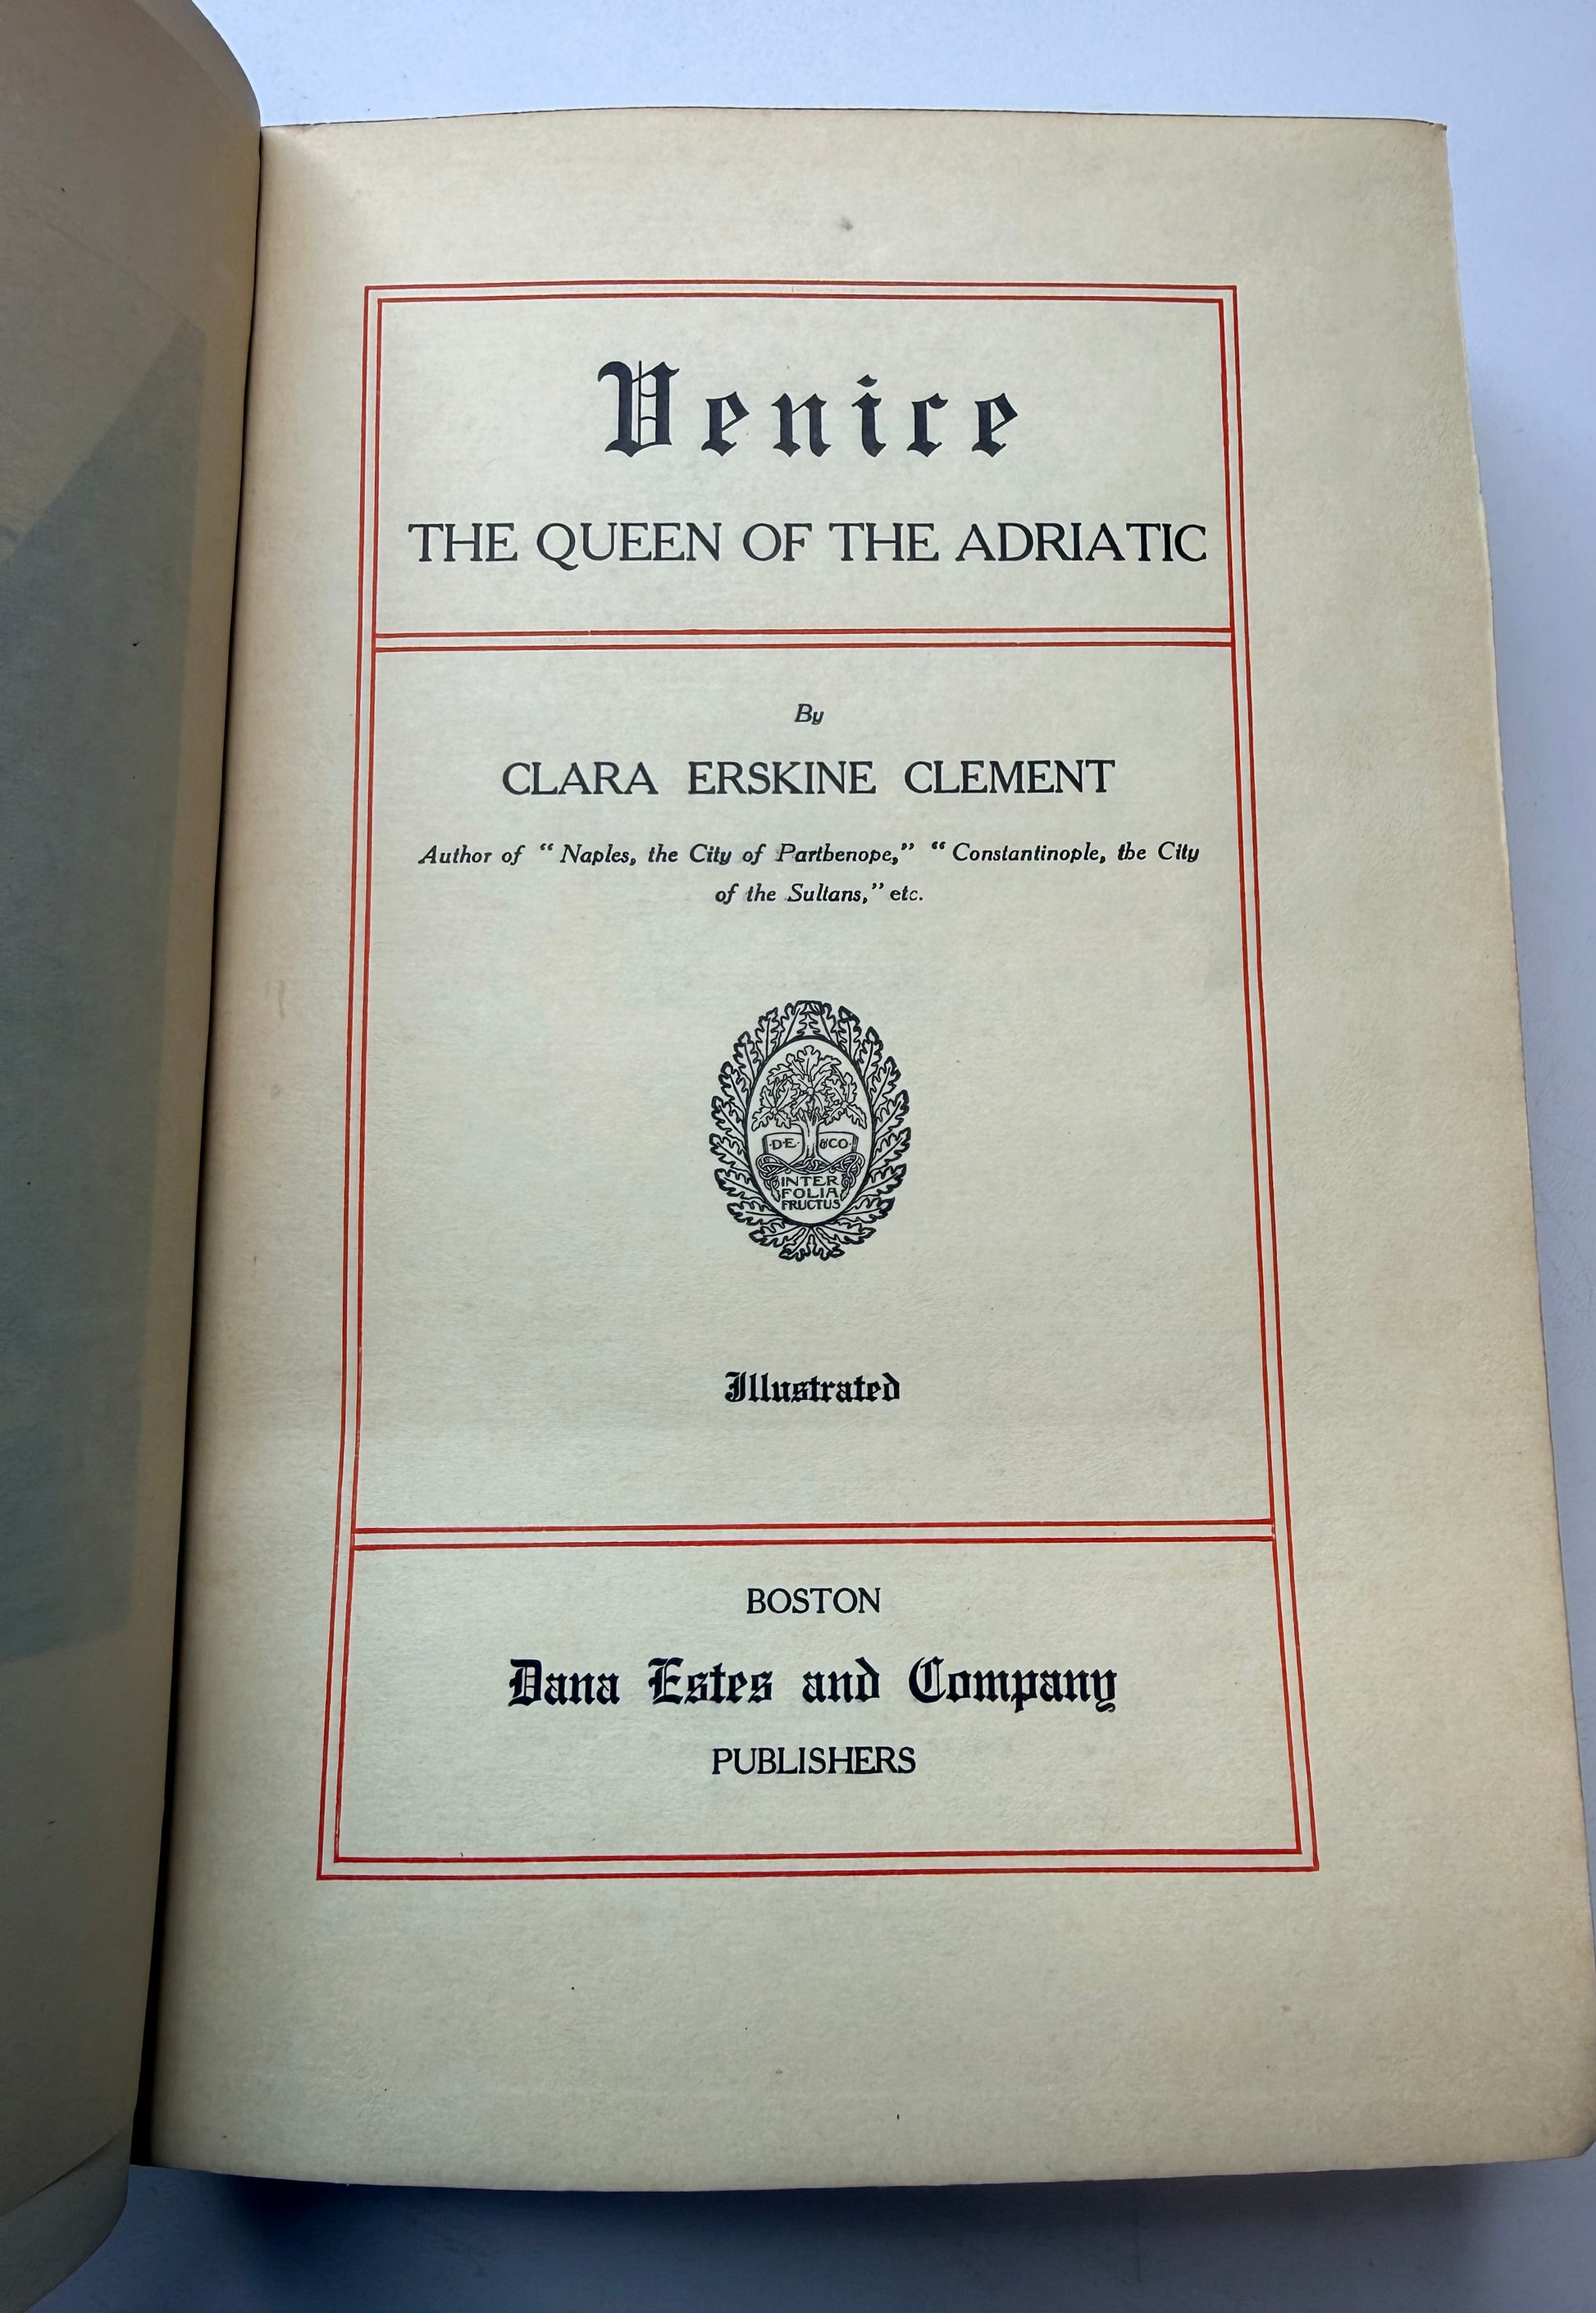 Venice
THE QUEEN OF THE ADRIATIC
By
CLARA ERSKINE CLEMENT
Author of “Naples, the City of Parthenope,” “Constantinople, the City
of the Sultans,” etc.
D·E· &CO·
INTER
FOLIA
FRUCTUS
Illustrated
BOSTON
Dana Estes and Company
PUBLISHERS